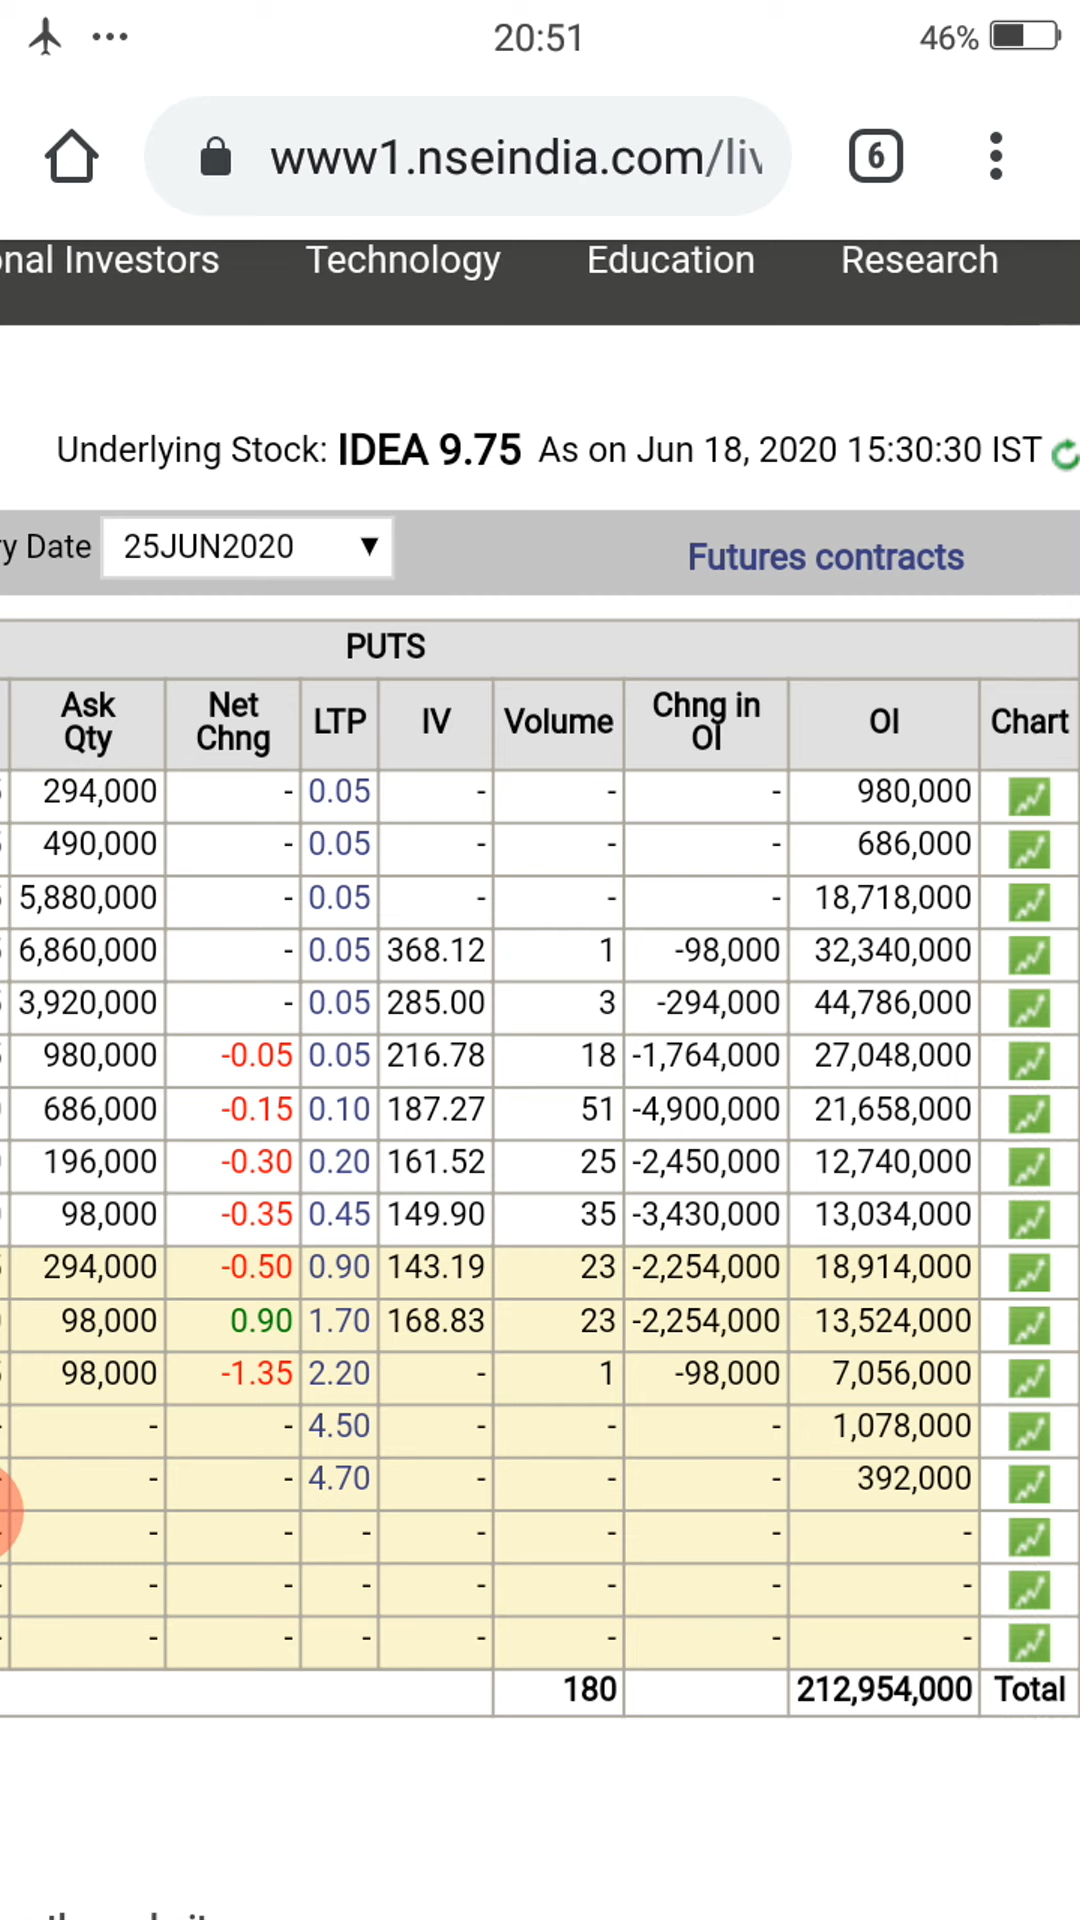 20:51 46%
www1.nseindia.com/liv 6
onal Investors Technology Education Research
Underlying Stock: IDEA 9.75 As on Jun 18, 2020 15:30:30 IST
ry Date 25JUN2020 ▼ Futures contracts
PUTS
Ask Qty Net Chng LTP IV Volume Chng in OI OI Chart
294,000 - 0.05 - - - 980,000
490,000 - 0.05 - - - 686,000
5,880,000 - 0.05 - - - 18,718,000
6,860,000 - 0.05 368.12 1 -98,000 32,340,000
3,920,000 - 0.05 285.00 3 -294,000 44,786,000
980,000 -0.05 0.05 216.78 18 -1,764,000 27,048,000
686,000 -0.15 0.10 187.27 51 -4,900,000 21,658,000
196,000 -0.30 0.20 161.52 25 -2,450,000 12,740,000
98,000 -0.35 0.45 149.90 35 -3,430,000 13,034,000
294,000 -0.50 0.90 143.19 23 -2,254,000 18,914,000
98,000 0.90 1.70 168.83 23 -2,254,000 13,524,000
98,000 -1.35 2.20 - 1 -98,000 7,056,000
- - 4.50 - - - 1,078,000
- - 4.70 - - - 392,000
- - - - - - -
- - - - - - -
- - - - - - -
180 212,954,000 Total